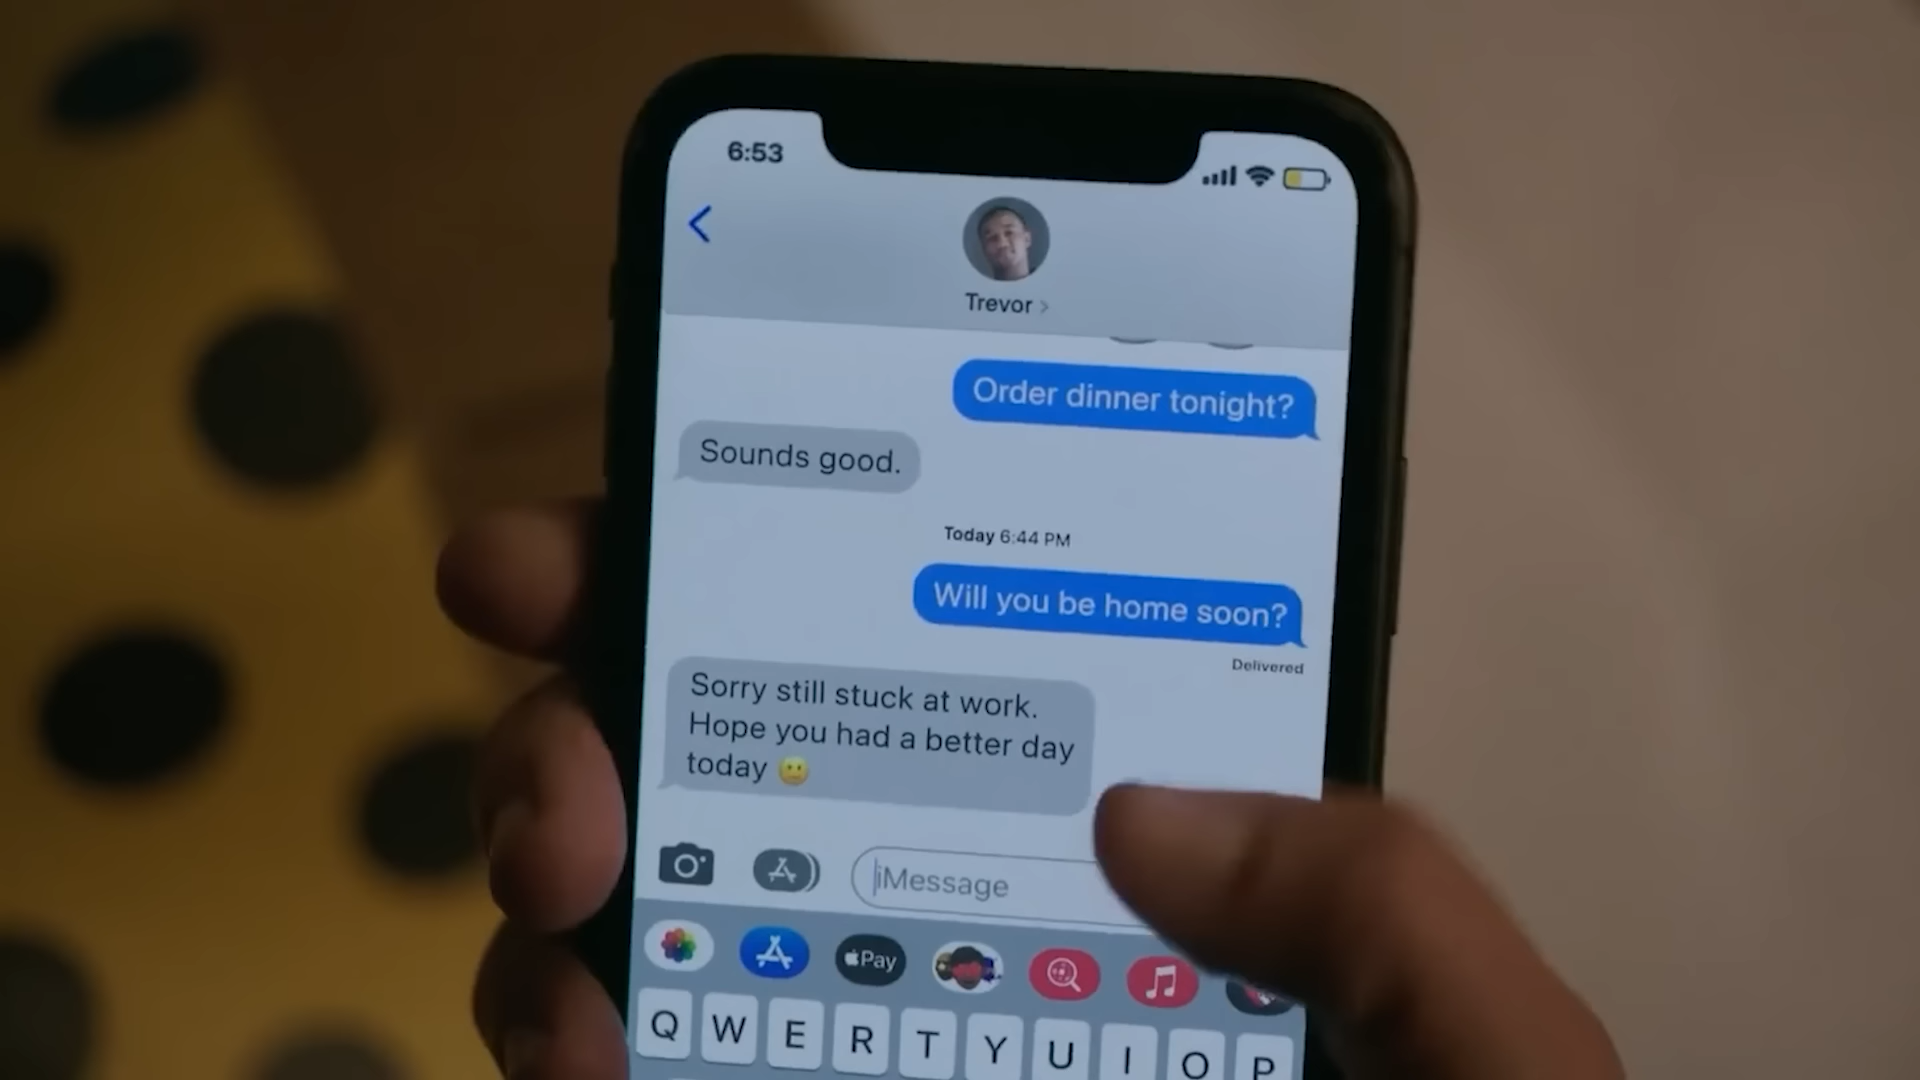 6:53
Trevor
Order dinner tonight?
Sounds good.
Today 6:44 PM
Will you be home soon?
Delivered
Sorry still stuck at work.
Hope you had a better day
today 🙂
iMessage
Pay
Q W E R T Y U I O P